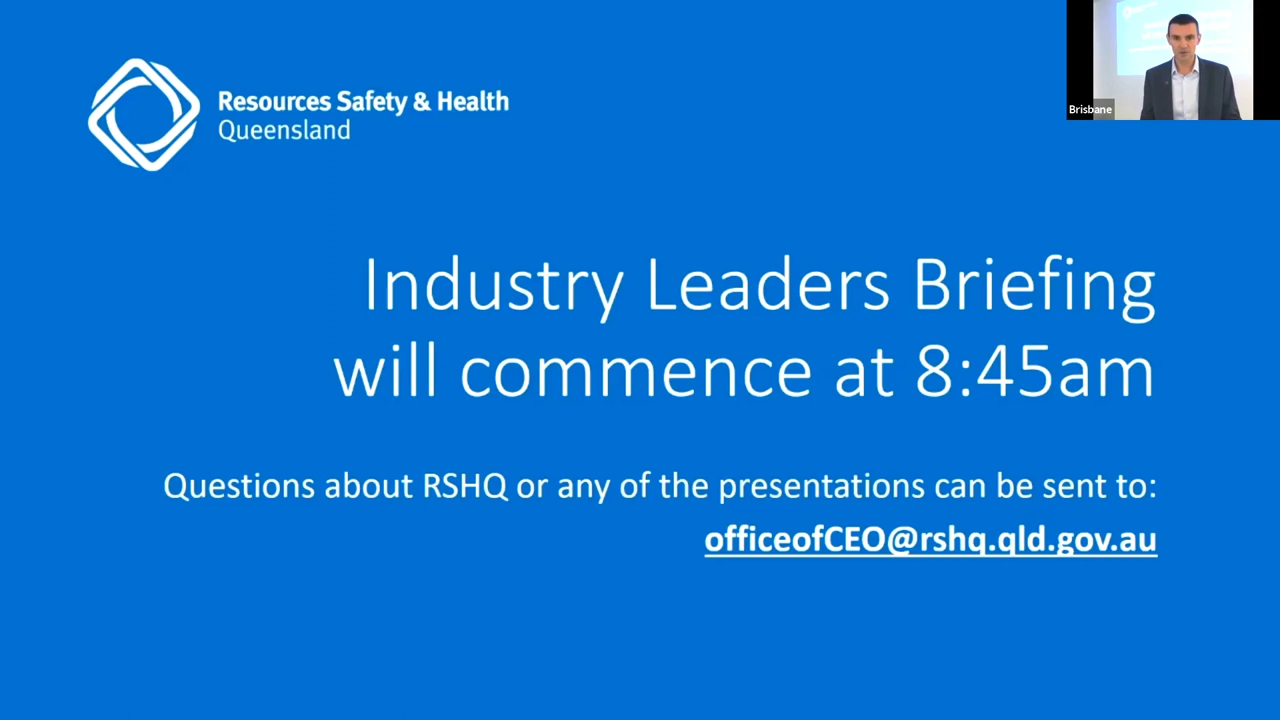 Resources Safety & Health
Queensland
Brisbane
Industry Leaders Briefing
will commence at 8:45am
Questions about RSHQ or any of the presentations can be sent to:
officeofCEO@rshq.qld.gov.au